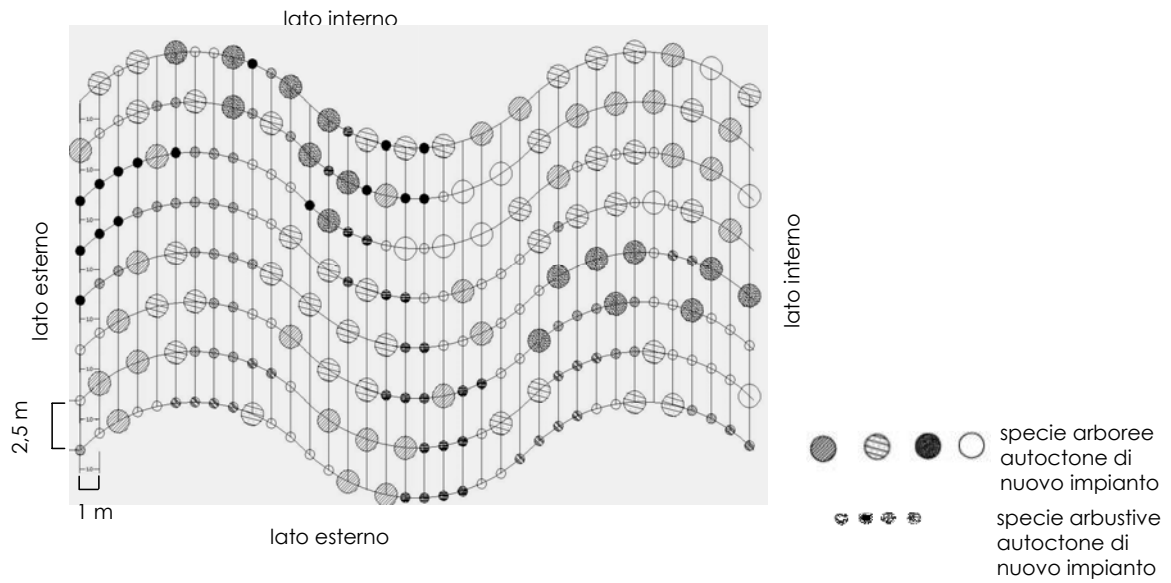 lato interno
lato esterno
lato interno
2,5 m
1 m
lato esterno
specie arboree
autoctone di
nuovo impianto
specie arbustive
autoctone di
nuovo impianto